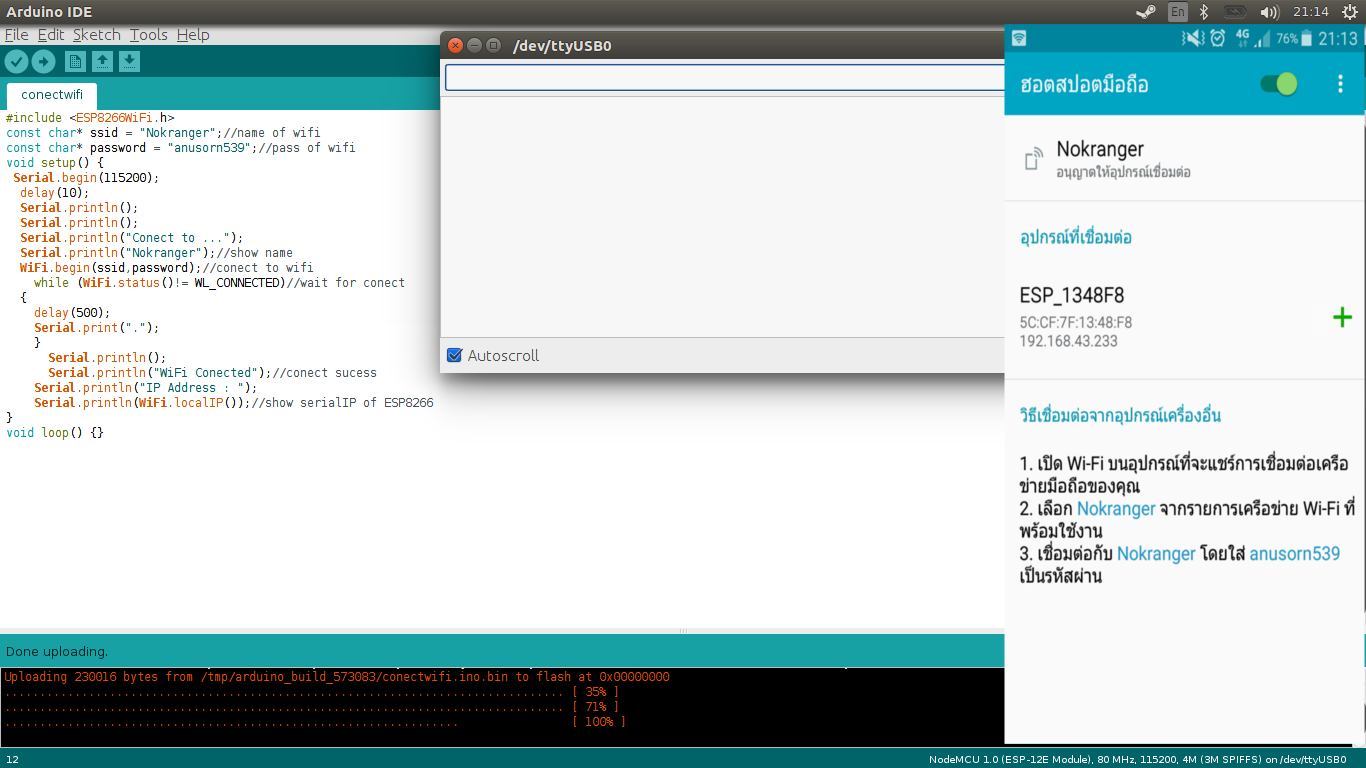 Arduino IDE
En
21:14
File Edit Sketch Tools Help
conectwifi
#include <ESP8266WiFi.h>
const char* ssid = "Nokranger";//name of wifi
const char* password = "anusorn539";//pass of wifi
void setup() {
Serial.begin(115200);
delay(10);
Serial.println();
Serial.println();
Serial.println("Conect to ...");
Serial.println("Nokranger");//show name
WiFi.begin(ssid,password);//conect to wifi
while (WiFi.status()!= WL_CONNECTED)//wait for conect
{
delay(500);
Serial.print(".");
}
Serial.println();
Serial.println("WiFi Conected");//conect sucess
Serial.println("IP Address : ");
Serial.println(WiFi.localIP());//show serialIP of ESP8266
}
void loop() {}
/dev/ttyUSB0
Autoscroll
4G
76%
21:13
ฮอตสปอตมือถือ
Nokranger
อนุญาตให้อุปกรณ์เชื่อมต่อ
อุปกรณ์ที่เชื่อมต่อ
ESP_1348F8
5C:CF:7F:13:48:F8
192.168.43.233
วิธีเชื่อมต่อจากอุปกรณ์เครื่องอื่น
1. เปิด Wi-Fi บนอุปกรณ์ที่จะแชร์การเชื่อมต่อเครือ
ข่ายมือถือของคุณ
2. เลือก Nokranger จากรายการเครือข่าย Wi-Fi ที่
พร้อมใช้งาน
3. เชื่อมต่อกับ Nokranger โดยใส่ anusorn539
เป็นรหัสผ่าน
Done uploading.
Uploading 230016 bytes from /tmp/arduino_build_573083/conectwifi.ino.bin to flash at 0x00000000
................................................................................ [ 35% ]
................................................................................ [ 71% ]
................................................................. [ 100% ]
12
NodeMCU 1.0 (ESP-12E Module), 80 MHz, 115200, 4M (3M SPIFFS) on /dev/ttyUSB0